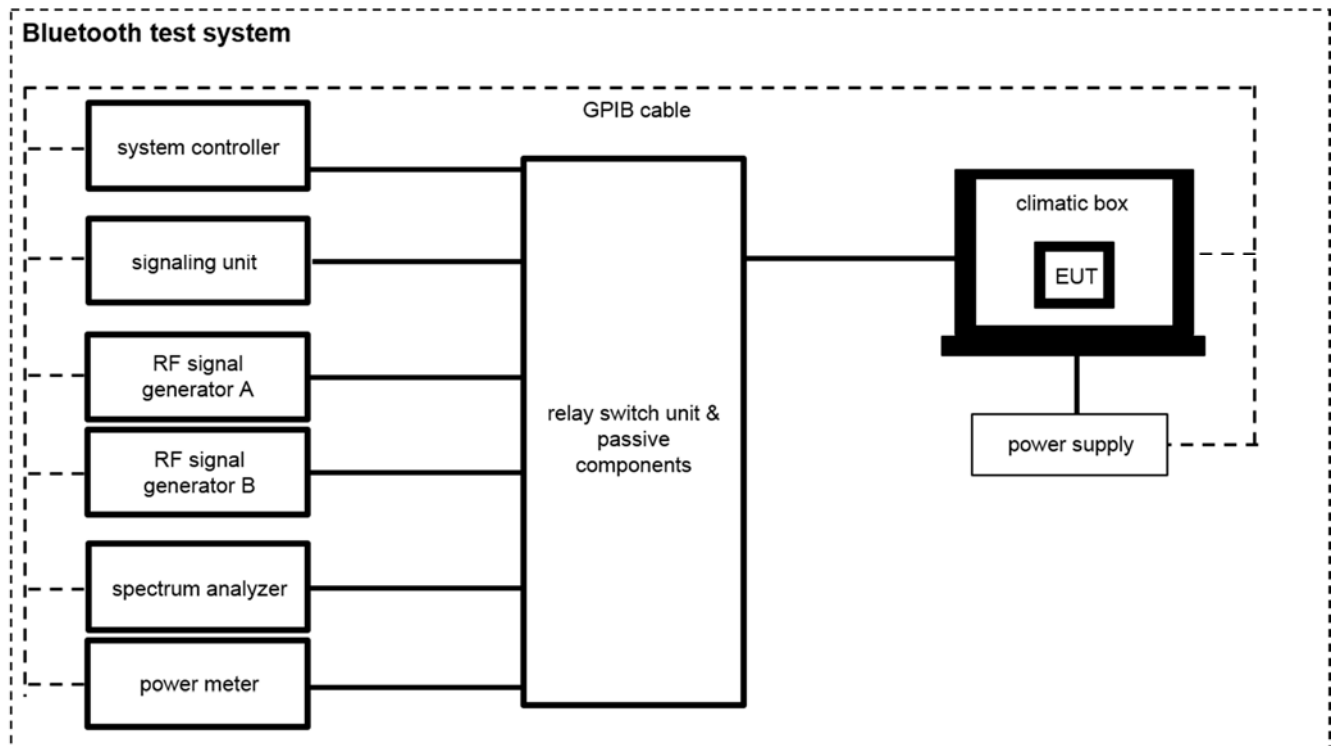 Bluetooth test system
GPIB cable
system controller
signaling unit
RF signal
generator A
RF signal
generator B
spectrum analyzer
power meter
relay switch unit &
passive
components
climatic box
EUT
power supply